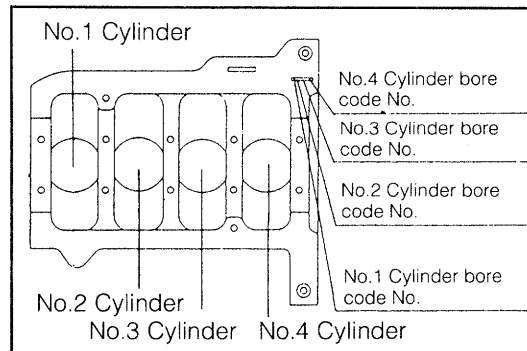 No.1 Cylinder
No.4 Cylinder bore
code No.
No.3 Cylinder bore
code No.
No.2 Cylinder bore
code No.
No.1 Cylinder bore
code No.
No.2 Cylinder
No.3 Cylinder
No.4 Cylinder